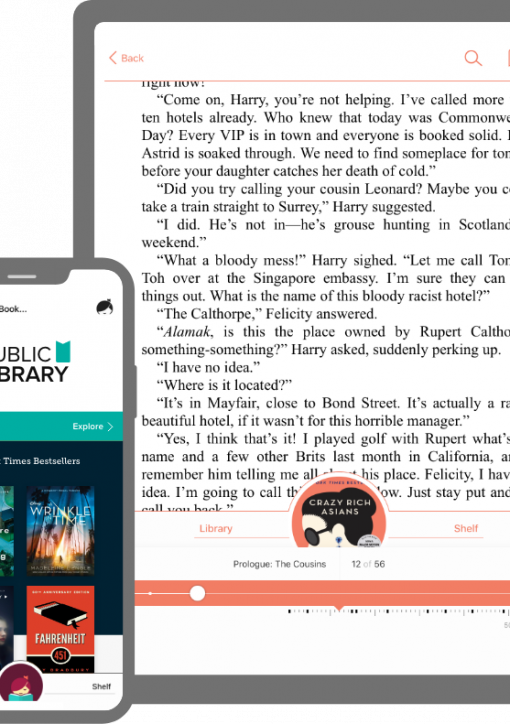 Back
right now!
“Come on, Harry, you’re not helping. I’ve called more
ten hotels already. Who knew that today was Commonwe
Day? Every VIP is in town and everyone is booked solid.
Astrid is soaked through. We need to find someplace for ton
before your daughter catches her death of cold.”
“Did you try calling your cousin Leonard? Maybe you co
take a train straight to Surrey,” Harry suggested.
“I did. He’s not in—he’s grouse hunting in Scotland
weekend.”
“What a bloody mess!” Harry sighed. “Let me call Tom
Toh over at the Singapore embassy. I’m sure they can
things out. What is the name of this bloody racist hotel?”
“The Calthorpe,” Felicity answered.
“Alamak, is this the place owned by Rupert Caltho
something-something?” Harry asked, suddenly perking up.
“I have no idea.”
“Where is it located?”
“It’s in Mayfair, close to Bond Street. It’s actually a ra
beautiful hotel, if it wasn’t for this horrible manager.”
“Yes, I think that’s it! I played golf with Rupert what’s
name and a few other Brits last month in California, an
remember him telling me all about his place. Felicity, I hav
idea. I’m going to call th low. Just stay put and
call you back.”
CRAZY RICH
ASIANS
Library
Shelf
Prologue: The Cousins
12 of 56
Book...
UBLIC
BRARY
Explore
Times Bestsellers
WRINKLE
TIME
FAHRENHEIT
451
RAY BRADBURY
Shelf